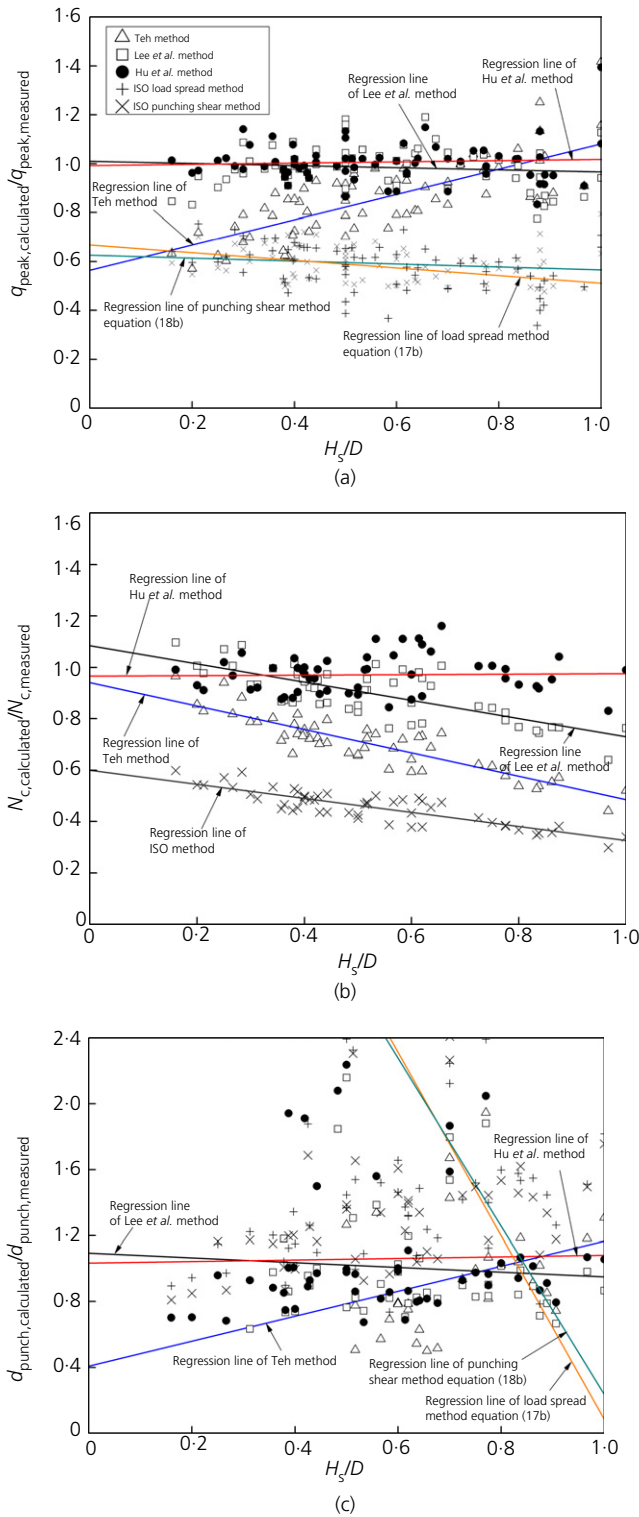 1·6
1·4
1·2
1·0
0·8
0·6
0·4
0·2
0
q_peak,calculated/q_peak,measured
Teh method
Lee et al. method
Hu et al. method
ISO load spread method
ISO punching shear method
Regression line
of Lee et al.
method
Regression line of
Hu et al. method
Regression line of
Teh method
Regression line of punching shear method
equation (18b)
Regression line of load spread method
equation (17b)
0 0·2 0·4 0·6 0·8 1·0
H_s/D
(a)
1·6
1·4
1·2
1·0
0·8
0·6
0·4
0·2
0
N_c,calculated/N_c,measured
Regression line of
Hu et al. method
Regression line of
Teh method
Regression line
of Lee et al. method
Regression line of
ISO method
0 0·2 0·4 0·6 0·8 1·0
H_s/D
(b)
2·4
2·0
1·6
1·2
0·8
0·4
0
d_punch,calculated/d_punch,measured
Regression line of
Hu et al. method
Regression line
of Lee et al. method
Regression line of Teh method
Regression line of punching
shear method equation (18b)
Regression line of load spread
method equation (17b)
0 0·2 0·4 0·6 0·8 1·0
H_s/D
(c)